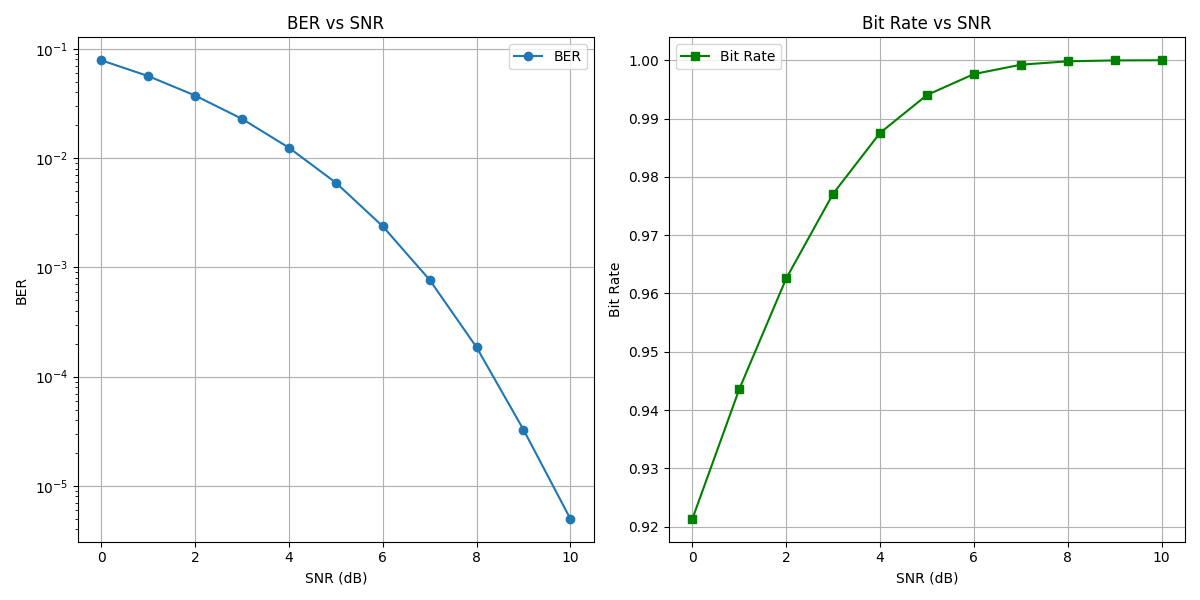 BER vs SNR
10⁻¹
10⁻²
10⁻³
10⁻⁴
10⁻⁵
BER
BER
0 2 4 6 8 10
SNR (dB)
Bit Rate vs SNR
1.00
0.99
0.98
0.97
0.96
0.95
0.94
0.93
0.92
Bit Rate
Bit Rate
0 2 4 6 8 10
SNR (dB)